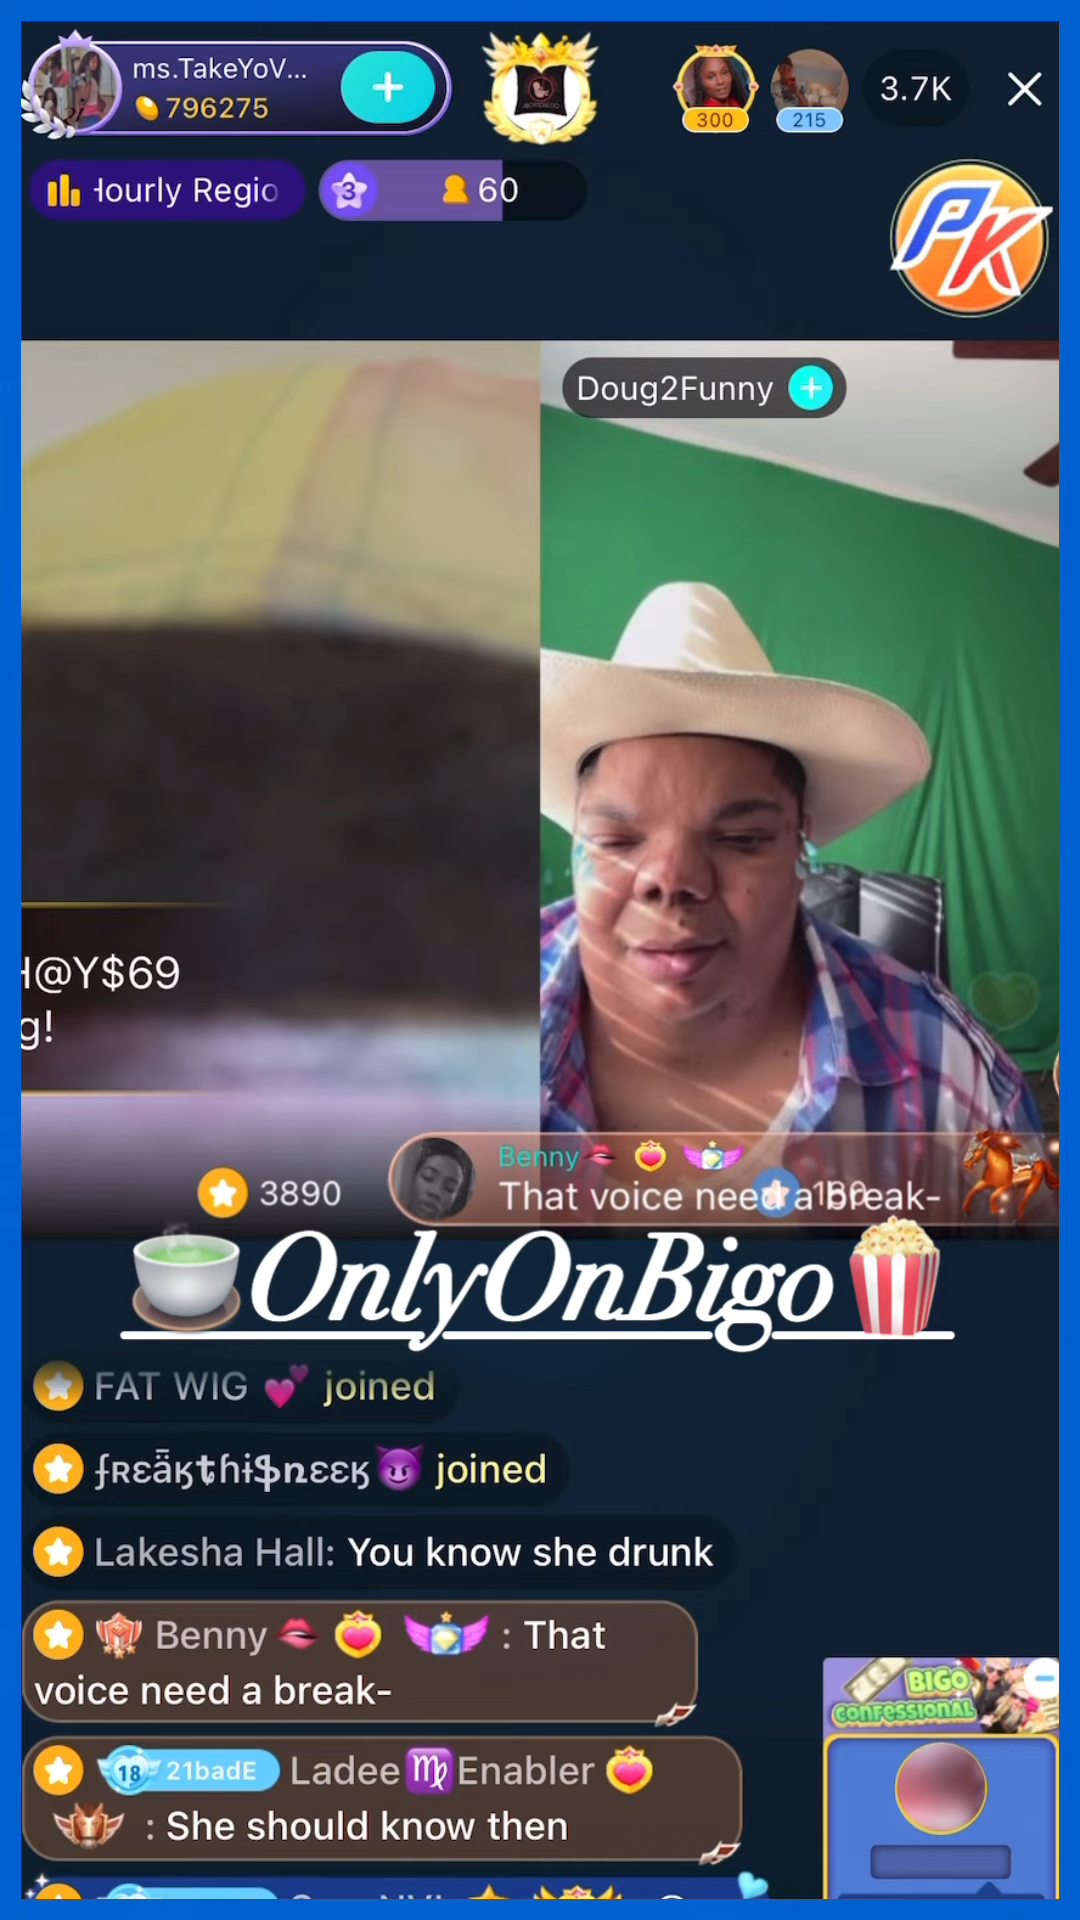 ms.TakeYoV...
796275
300
215
3.7K
Hourly Regio
3
60
PK
Doug2Funny
H@Y$69
g!
Benny
That voice need a break-
3890
OnlyOnBigo
FAT WIG 💕 joined
ʄʀɛǟӄtɦɨ$nɛɛӄ😈 joined
Lakesha Hall: You know she drunk
Benny💋 : That
voice need a break-
18 21badE Ladee♍Enabler
: She should know then
BIGO
CONFESSIONAL